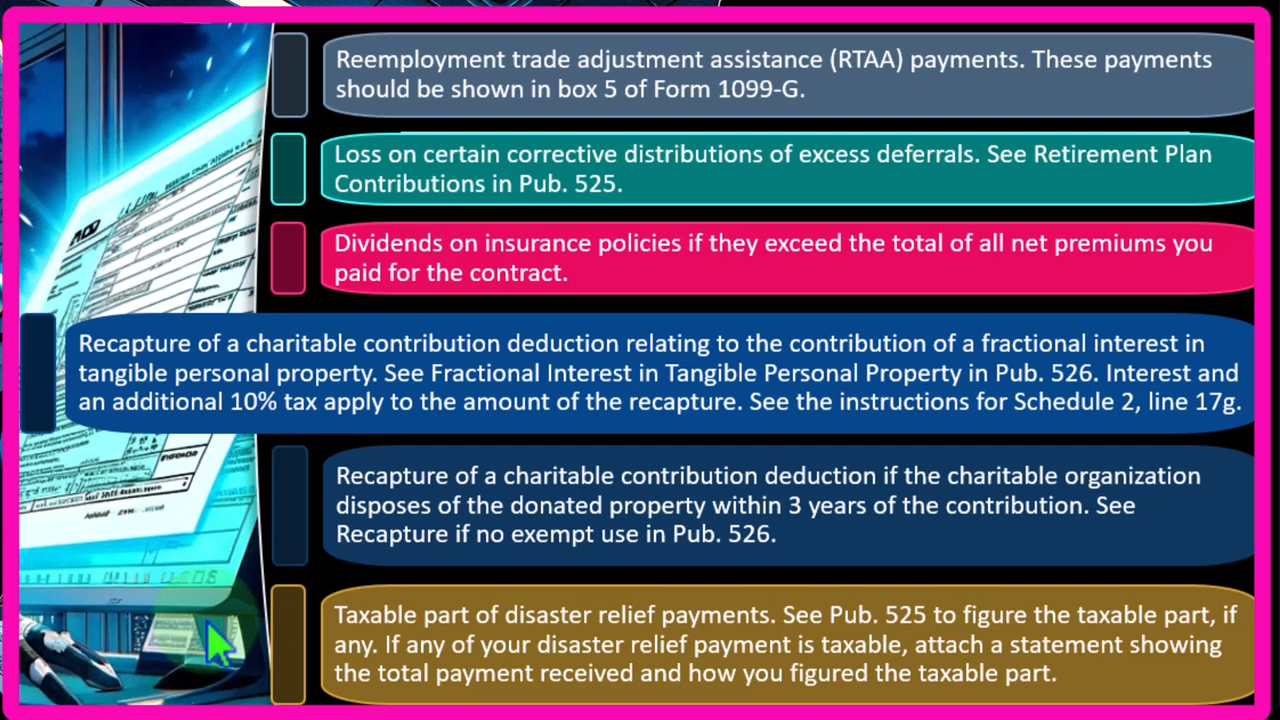 Reemployment trade adjustment assistance (RTAA) payments. These payments
should be shown in box 5 of Form 1099-G.
Loss on certain corrective distributions of excess deferrals. See Retirement Plan
Contributions in Pub. 525.
Dividends on insurance policies if they exceed the total of all net premiums you
paid for the contract.
Recapture of a charitable contribution deduction relating to the contribution of a fractional interest in
tangible personal property. See Fractional Interest in Tangible Personal Property in Pub. 526. Interest and
an additional 10% tax apply to the amount of the recapture. See the instructions for Schedule 2, line 17g.
Recapture of a charitable contribution deduction if the charitable organization
disposes of the donated property within 3 years of the contribution. See
Recapture if no exempt use in Pub. 526.
Taxable part of disaster relief payments. See Pub. 525 to figure the taxable part, if
any. If any of your disaster relief payment is taxable, attach a statement showing
the total payment received and how you figured the taxable part.